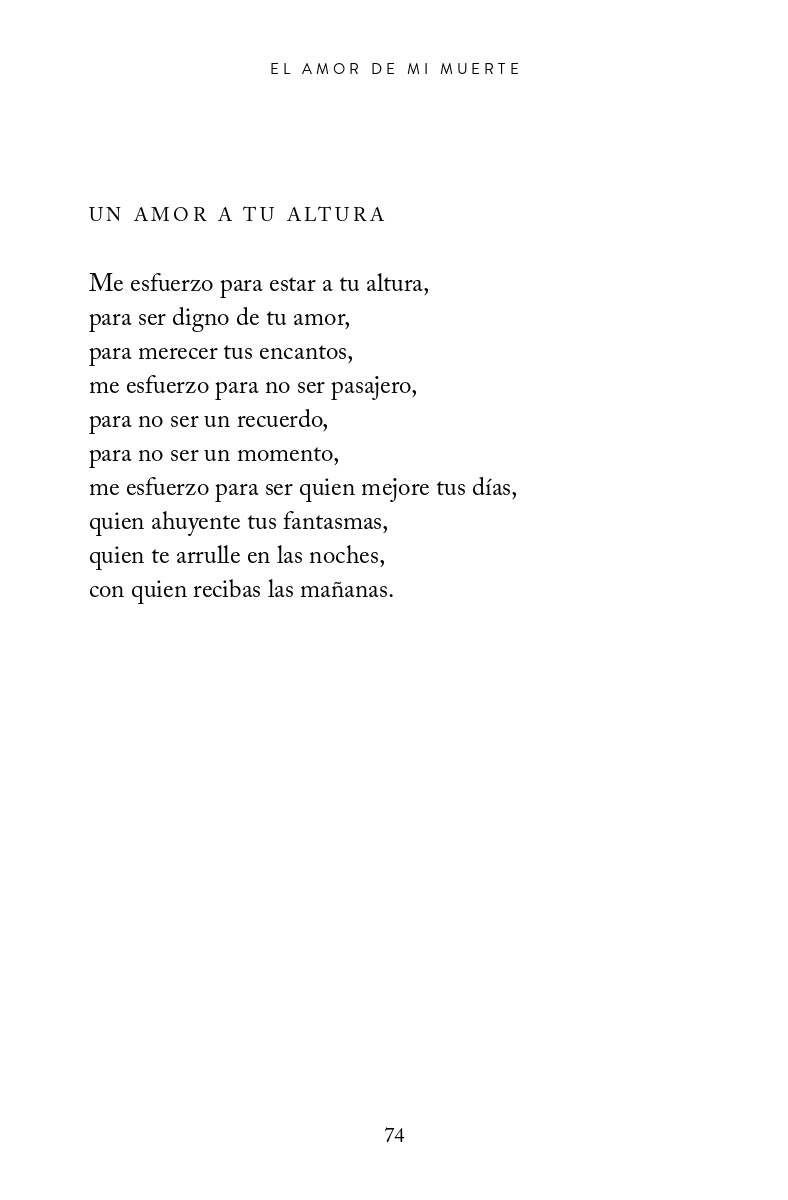 EL AMOR DE MI MUERTE
UN AMOR A TU ALTURA
Me esfuerzo para estar a tu altura,
para ser digno de tu amor,
para merecer tus encantos,
me esfuerzo para no ser pasajero,
para no ser un recuerdo,
para no ser un momento,
me esfuerzo para ser quien mejore tus días,
quien ahuyente tus fantasmas,
quien te arrulle en las noches,
con quien recibas las mañanas.
74